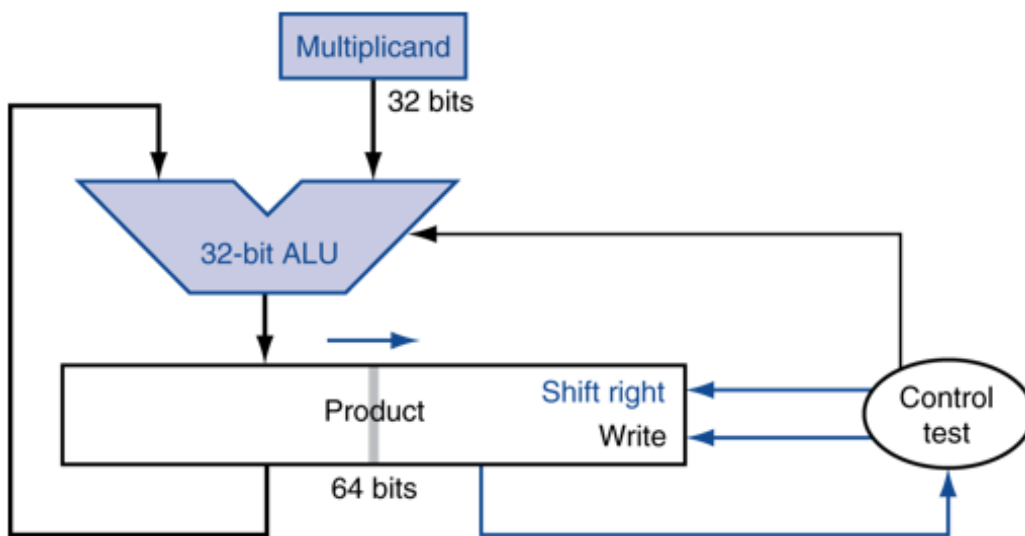 Multiplicand
32 bits
32-bit ALU
Product
Shift right
Write
64 bits
Control
test